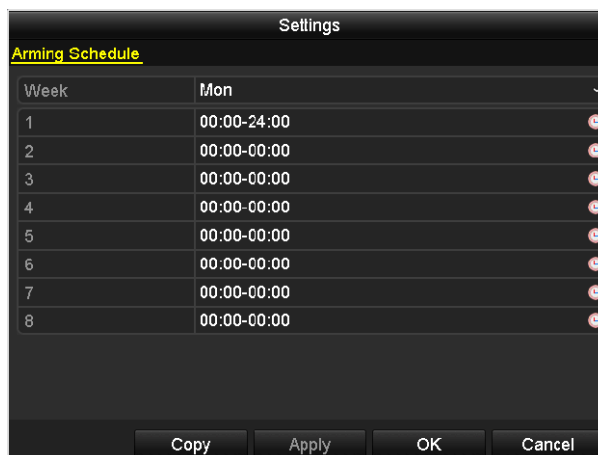 Settings
Arming Schedule
Week Mon
1 00:00-24:00
2 00:00-00:00
3 00:00-00:00
4 00:00-00:00
5 00:00-00:00
6 00:00-00:00
7 00:00-00:00
8 00:00-00:00
Copy Apply OK Cancel